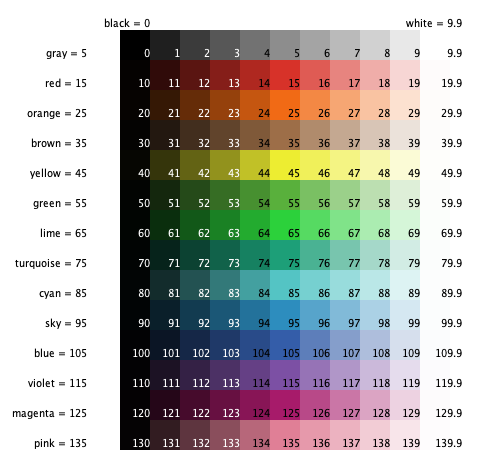 black = 0 white = 9.9
gray = 5 0 1 2 3 4 5 6 7 8 9 9.9
red = 15 10 11 12 13 14 15 16 17 18 19 19.9
orange = 25 20 21 22 23 24 25 26 27 28 29 29.9
brown = 35 30 31 32 33 34 35 36 37 38 39 39.9
yellow = 45 40 41 42 43 44 45 46 47 48 49 49.9
green = 55 50 51 52 53 54 55 56 57 58 59 59.9
lime = 65 60 61 62 63 64 65 66 67 68 69 69.9
turquoise = 75 70 71 72 73 74 75 76 77 78 79 79.9
cyan = 85 80 81 82 83 84 85 86 87 88 89 89.9
sky = 95 90 91 92 93 94 95 96 97 98 99 99.9
blue = 105 100 101 102 103 104 105 106 107 108 109 109.9
violet = 115 110 111 112 113 114 115 116 117 118 119 119.9
magenta = 125 120 121 122 123 124 125 126 127 128 129 129.9
pink = 135 130 131 132 133 134 135 136 137 138 139 139.9